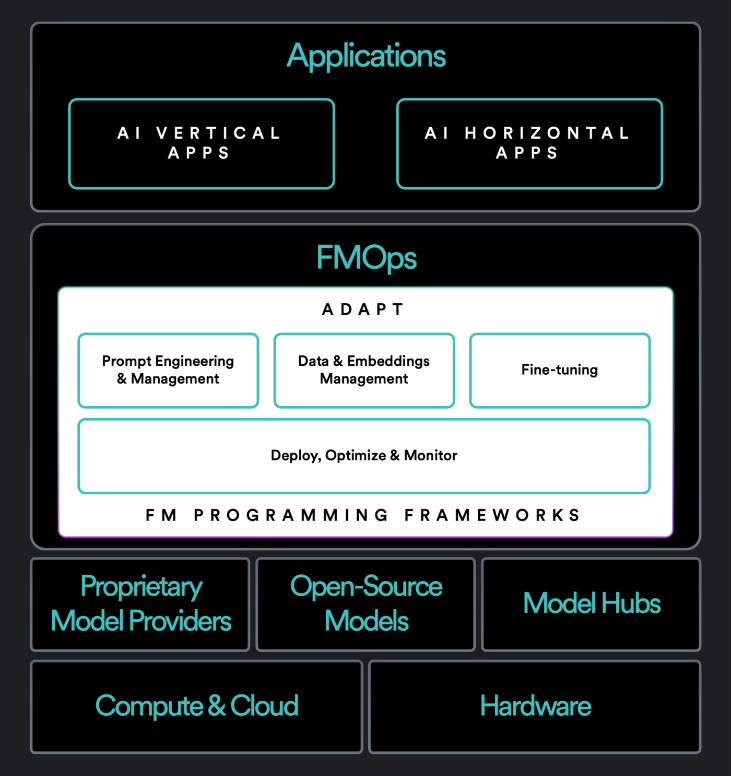 Applications
AI VERTICAL
APPS
AI HORIZONTAL
APPS
FMOps
ADAPT
Prompt Engineering
& Management
Data & Embeddings
Management
Fine-tuning
Deploy, Optimize & Monitor
FM PROGRAMMING FRAMEWORKS
Proprietary
Model Providers
Open-Source
Models
Model Hubs
Compute & Cloud
Hardware